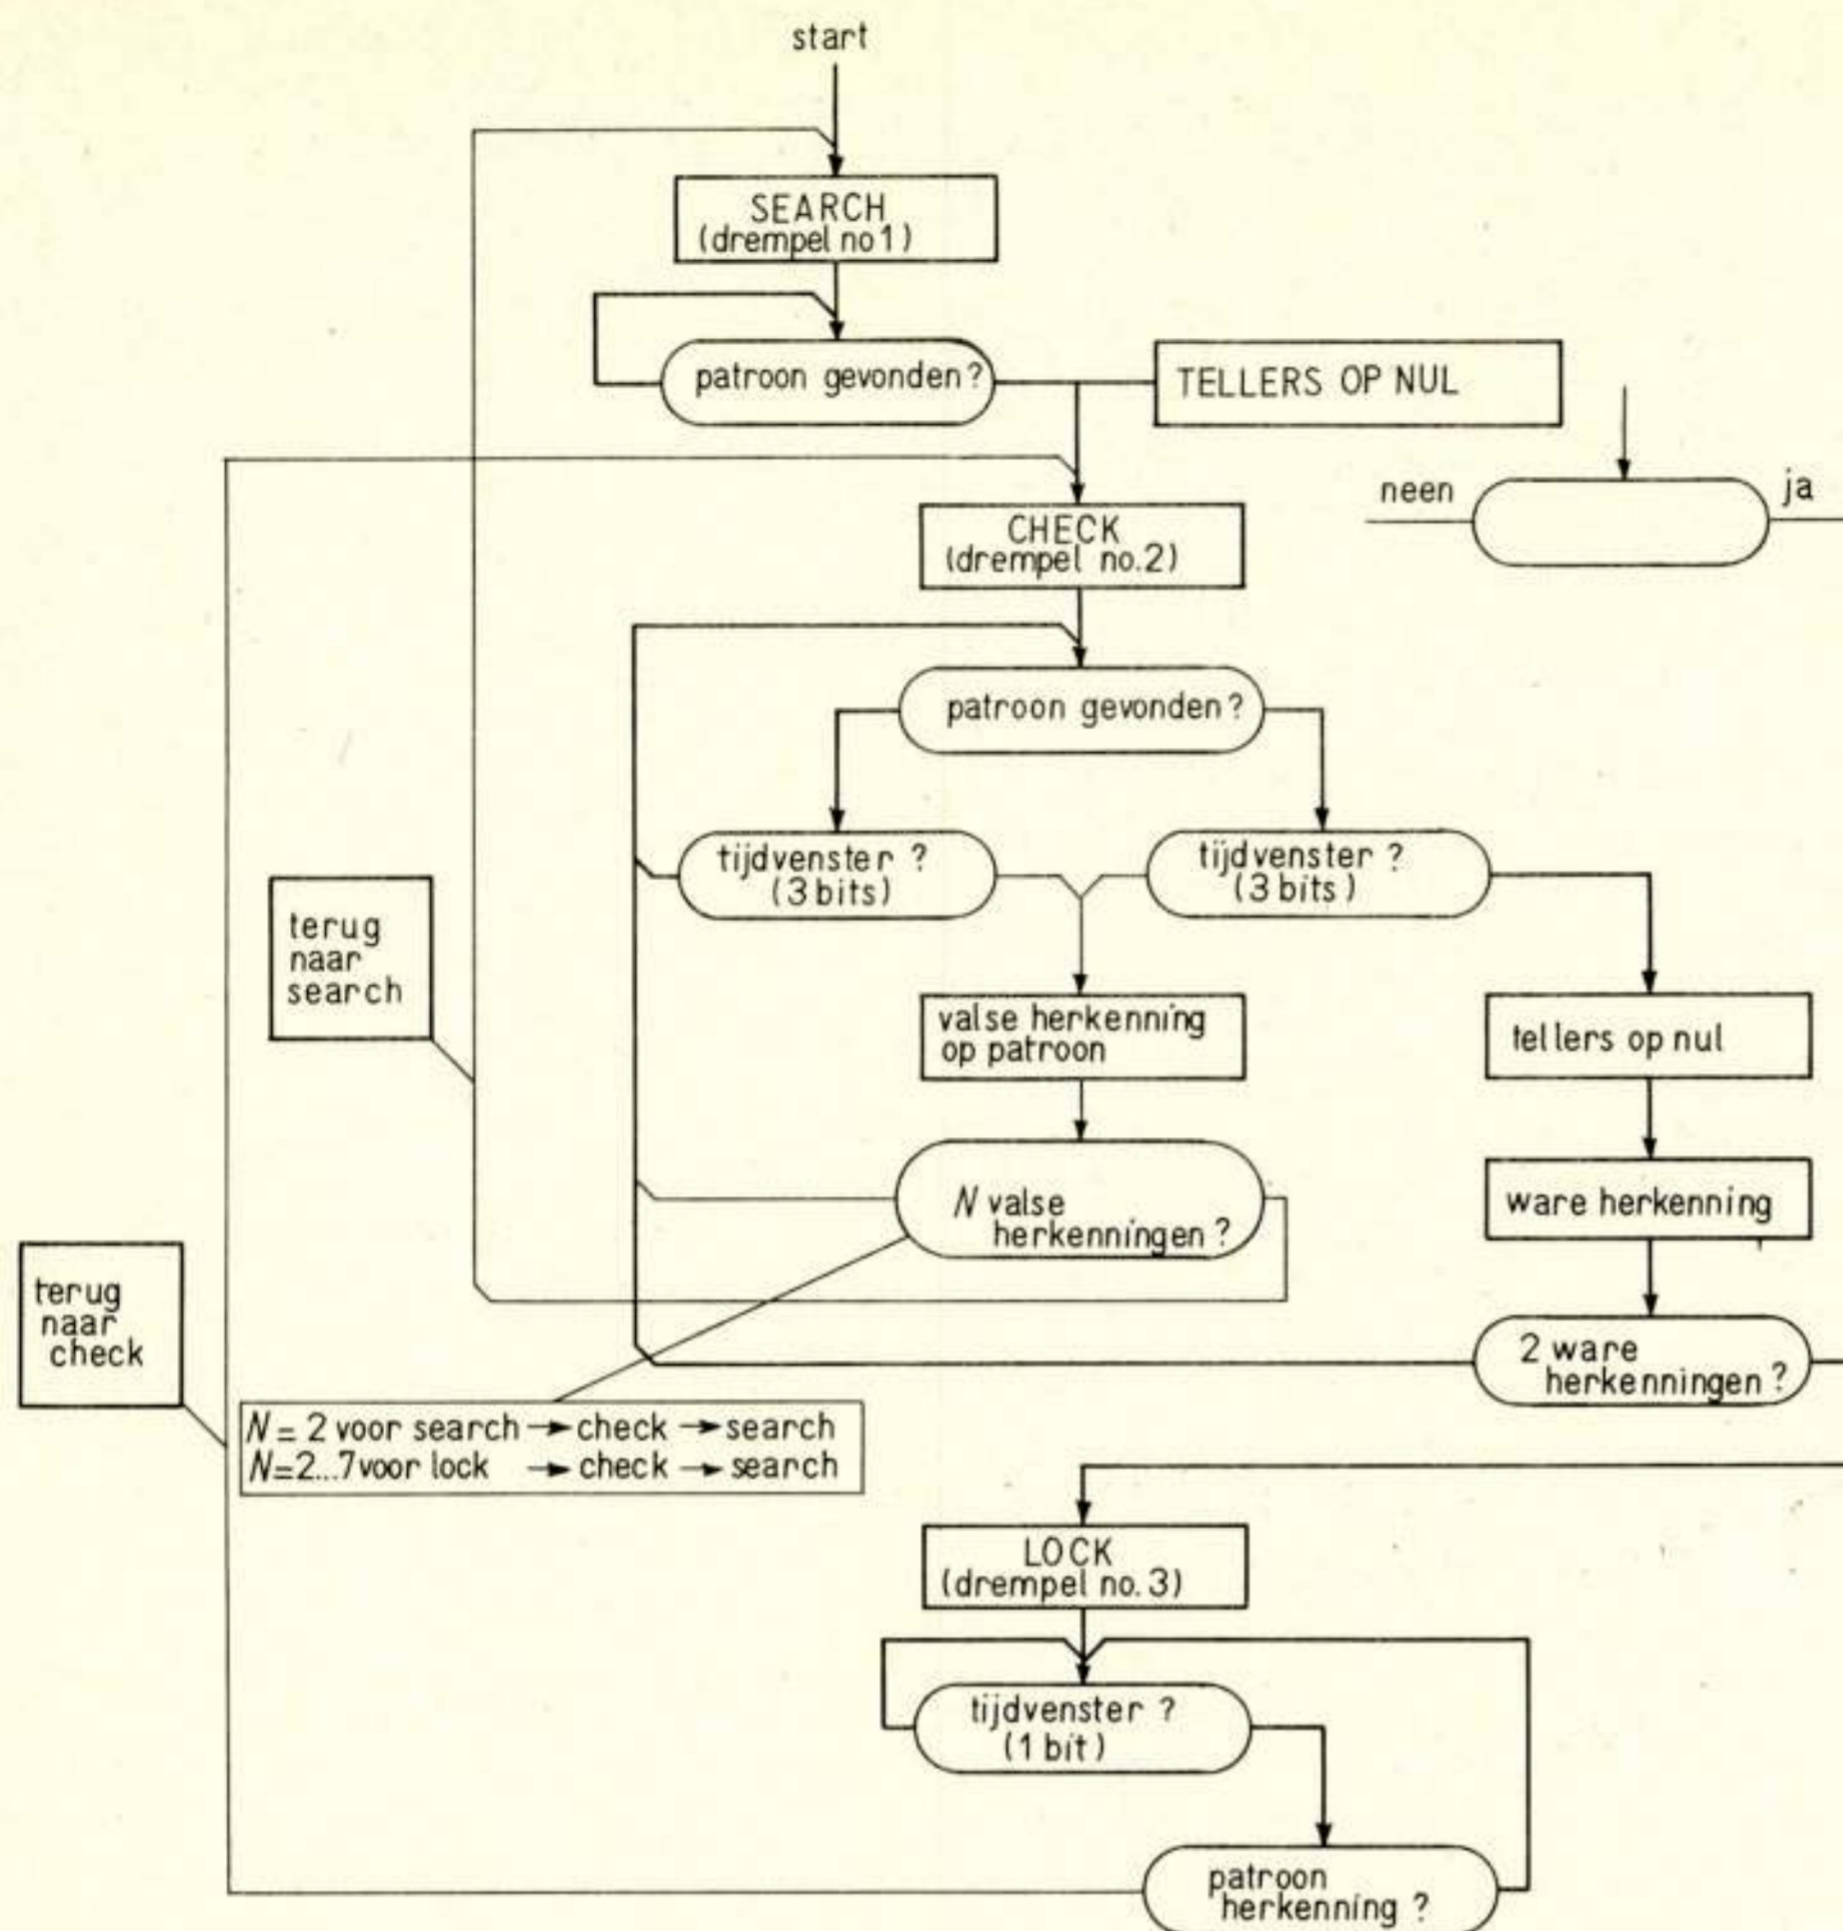 start
SEARCH
(drempel no 1)
patroon gevonden?
TELLERS OP NUL
neen
ja
CHECK
(drempel no.2)
patroon gevonden?
tijdvenster ?
(3 bits)
tijdvenster ?
(3 bits)
terug
naar
search
valse herkenning
op patroon
tellers op nul
N valse
herkenningen ?
ware herkenning
terug
naar
check
2 ware
herkenningen ?
N = 2 voor search → check → search
N=2...7 voor lock → check → search
LOCK
(drempel no. 3)
tijdvenster ?
(1 bit)
patroon
herkenning ?